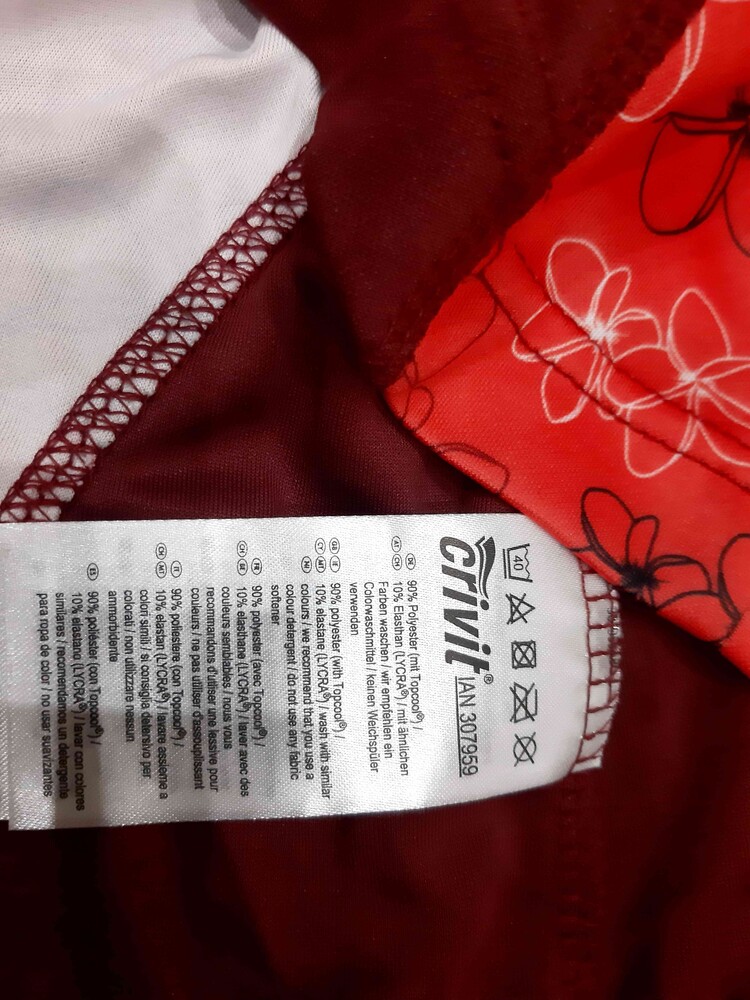 40
crivit® IAN 307959
DE 90% Polyester (mit Topcool®) /
AT CH 10% Elasthan (LYCRA®) / mit ähnlichen
Farben waschen / wir empfehlen ein
Colorwaschmittel / keinen Weichspüler
verwenden
GB IE 90% polyester (with Topcool®) /
CY MT 10% elastane (LYCRA®) / wash with similar
NI colours / we recommend that you use a
colour detergent / do not use any fabric
softener
FR 90% polyester (avec Topcool®) /
CH BE 10% élasthanne (LYCRA®) / laver avec des
couleurs semblables / nous vous
recommandons d'utiliser une lessive pour
couleurs / ne pas utiliser d'assouplissant
IT 90% poliestere (con Topcool®) /
CH MT 10% elastan (LYCRA®) / lavare assieme a
colori simili / si consiglia detersivo per
colorati / non utilizzare nessun
ammorbidente
ES 90% poliéster (con Topcool®) /
10% elastano (LYCRA®) / lavar con colores
similares / recomendamos un detergente
para ropa de color / no usar suavizantes